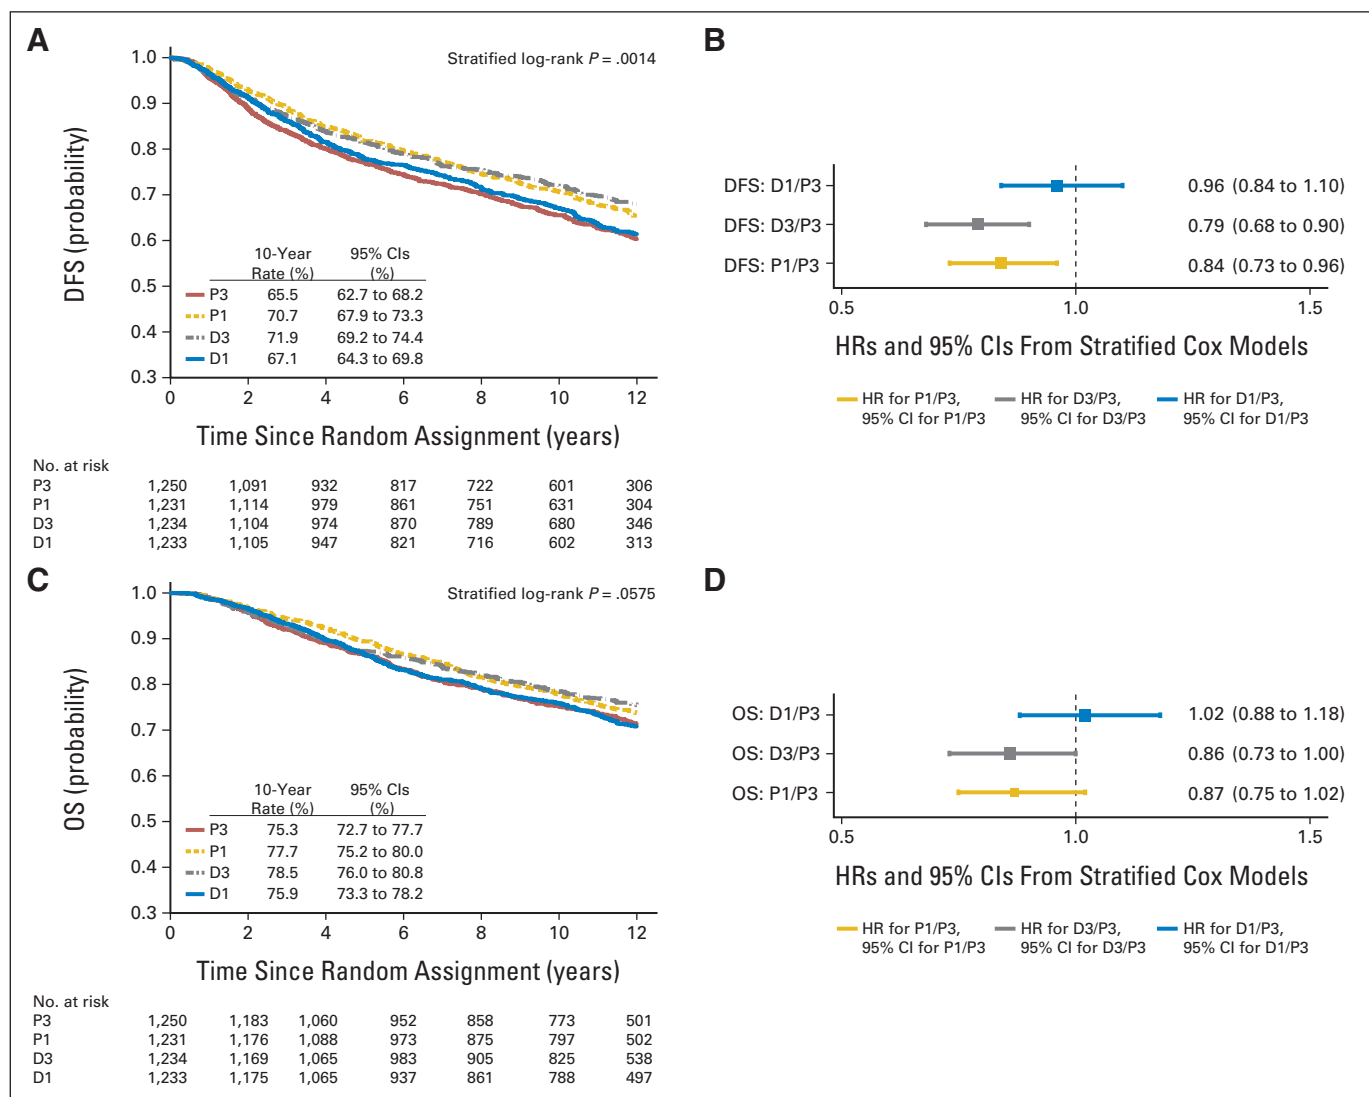 A
Stratified log-rank P = .0014
DFS (probability)
1.0
0.9
0.8
0.7
0.6
0.5
0.4
0.3
10-Year Rate (%) 95% CIs (%)
P3 65.5 62.7 to 68.2
P1 70.7 67.9 to 73.3
D3 71.9 69.2 to 74.4
D1 67.1 64.3 to 69.8
0 2 4 6 8 10 12
Time Since Random Assignment (years)
No. at risk
P3 1,250 1,091 932 817 722 601 306
P1 1,231 1,114 979 861 751 631 304
D3 1,234 1,104 974 870 789 680 346
D1 1,233 1,105 947 821 716 602 313
B
DFS: D1/P3 0.96 (0.84 to 1.10)
DFS: D3/P3 0.79 (0.68 to 0.90)
DFS: P1/P3 0.84 (0.73 to 0.96)
0.5 1.0 1.5
HRs and 95% CIs From Stratified Cox Models
HR for P1/P3, 95% CI for P1/P3
HR for D3/P3, 95% CI for D3/P3
HR for D1/P3, 95% CI for D1/P3
C
Stratified log-rank P = .0575
OS (probability)
1.0
0.9
0.8
0.7
0.6
0.5
0.4
0.3
10-Year Rate (%) 95% CIs (%)
P3 75.3 72.7 to 77.7
P1 77.7 75.2 to 80.0
D3 78.5 76.0 to 80.8
D1 75.9 73.3 to 78.2
0 2 4 6 8 10 12
Time Since Random Assignment (years)
No. at risk
P3 1,250 1,183 1,060 952 858 773 501
P1 1,231 1,176 1,088 973 875 797 502
D3 1,234 1,169 1,065 983 905 825 538
D1 1,233 1,175 1,065 937 861 788 497
D
OS: D1/P3 1.02 (0.88 to 1.18)
OS: D3/P3 0.86 (0.73 to 1.00)
OS: P1/P3 0.87 (0.75 to 1.02)
0.5 1.0 1.5
HRs and 95% CIs From Stratified Cox Models
HR for P1/P3, 95% CI for P1/P3
HR for D3/P3, 95% CI for D3/P3
HR for D1/P3, 95% CI for D1/P3